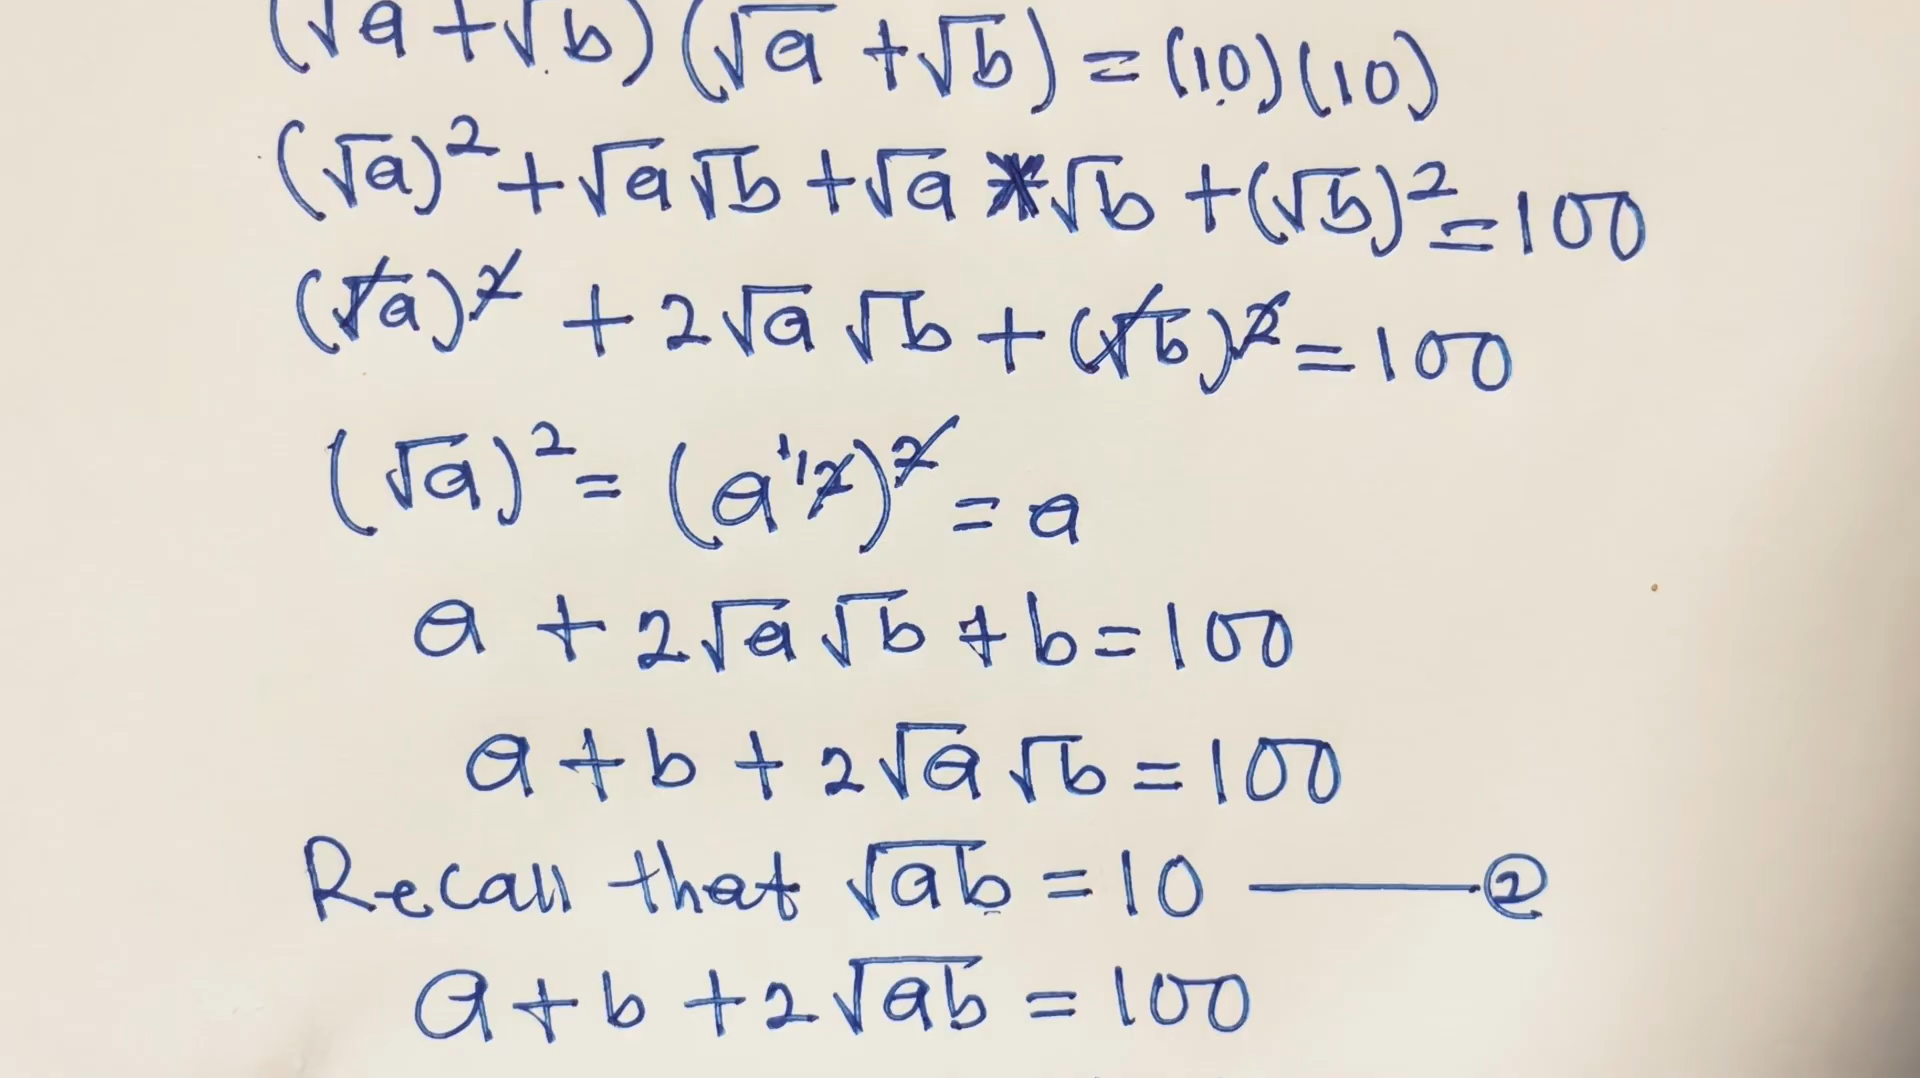 (√a + √b) (√a + √b) = (10) (10)
(√a)² + √a √b + √a * √b + (√b)² = 100
(√a)² + 2√a √b + (√b)² = 100
(√a)² = (a^1/2)² = a
a + 2√a √b + b = 100
a + b + 2√a √b = 100
Recall that √ab = 10 —— ②
a + b + 2√ab = 100